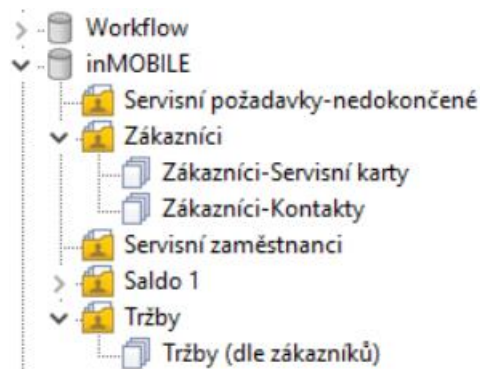 Workflow
inMOBILE
Servisní požadavky-nedokončené
Zákazníci
Zákazníci-Servisní karty
Zákazníci-Kontakty
Servisní zaměstnanci
Saldo 1
Tržby
Tržby (dle zákazníků)